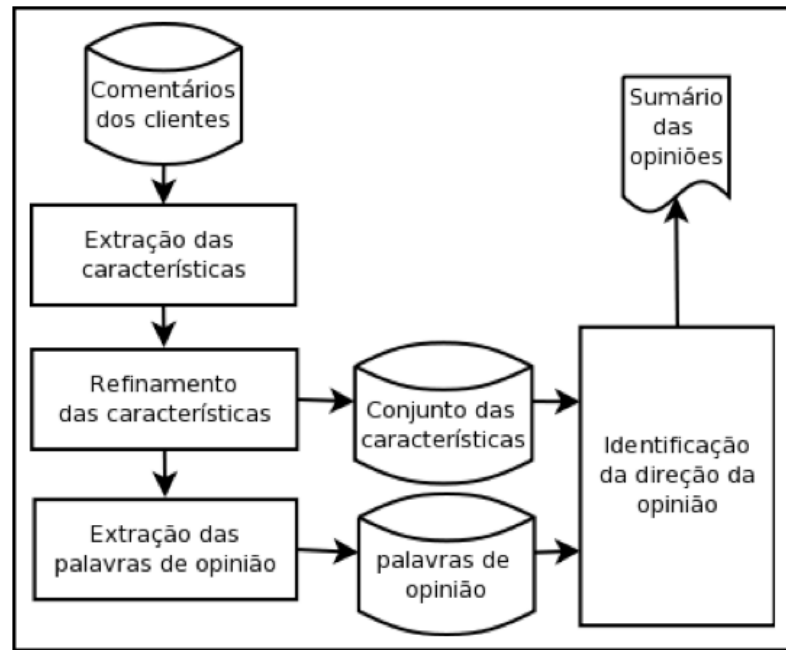 Comentários
dos clientes
Sumário
das
opiniões
Extração das
características
Refinamento
das características
Conjunto das
características
Identificação
da direção da
opinião
Extração das
palavras de opinião
palavras de
opinião